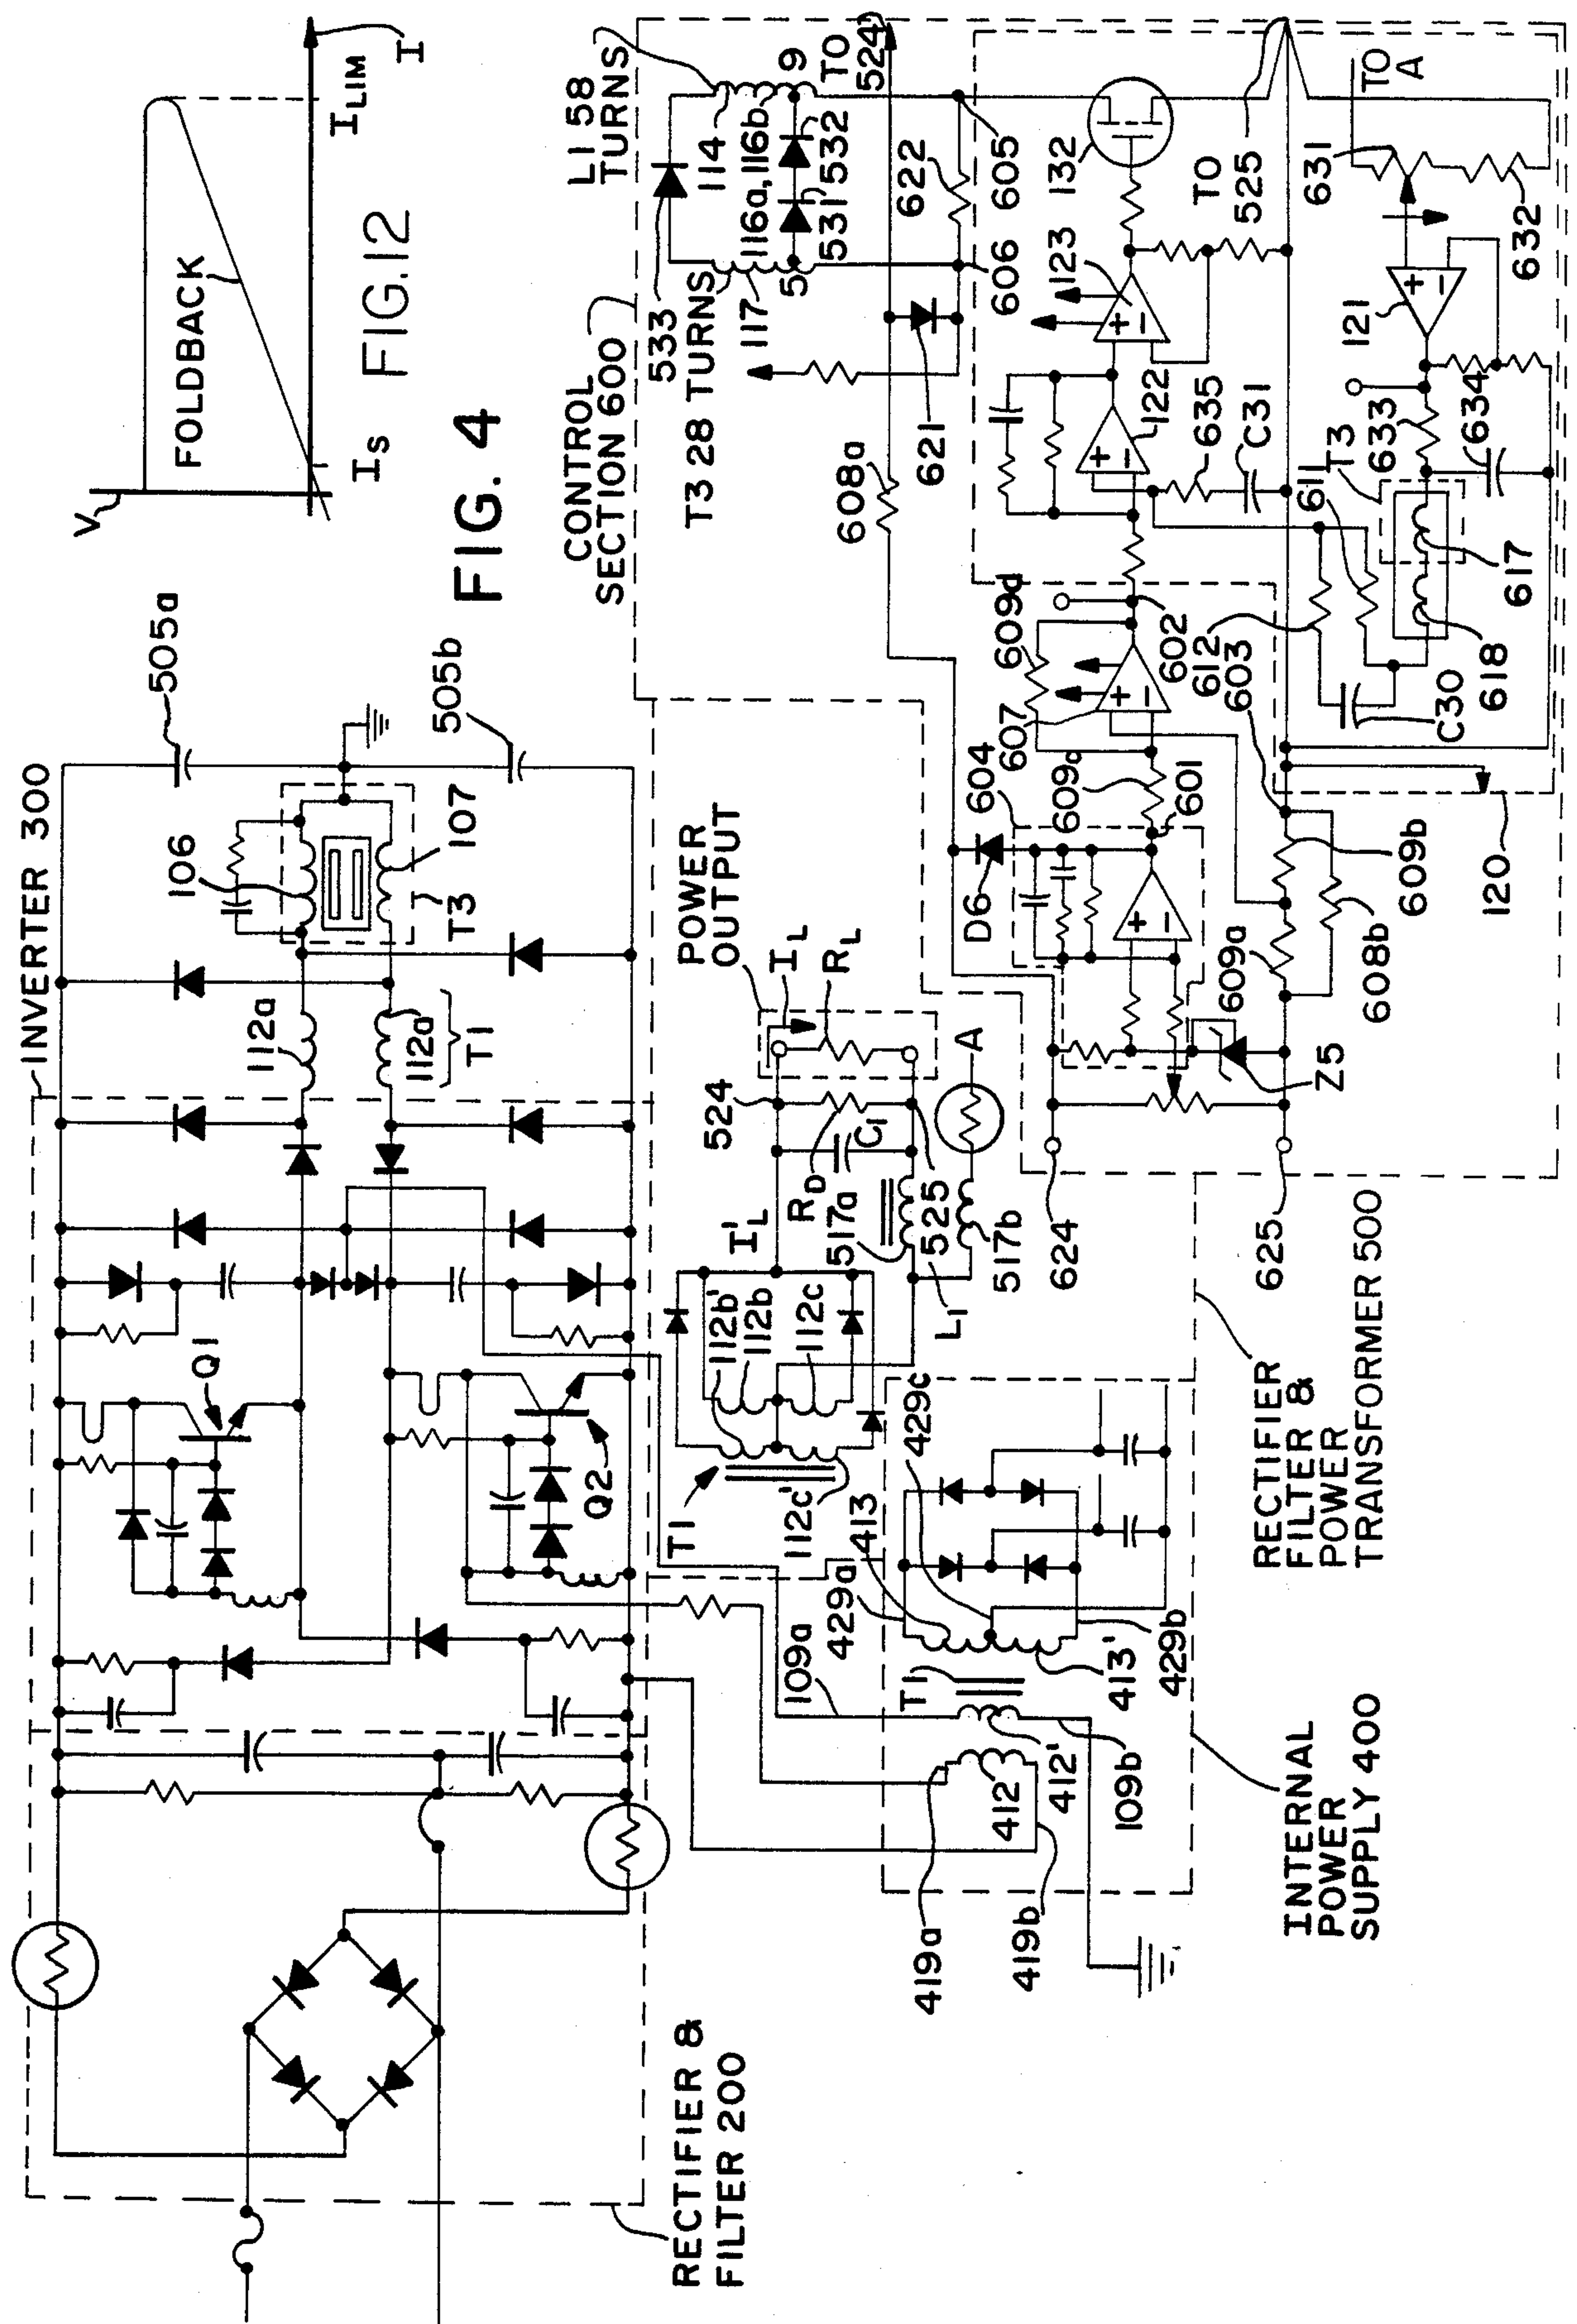 V
FOLDBACK
I
I LIM
I S
FIG.12
FIG. 4
INVERTER 300
505a
505b
106
107
T3
112a
112a
T1
Q1
Q2
RECTIFIER &
FILTER 200
CONTROL
SECTION 600
L1 58
TURNS
533
T3 28 TURNS
114
116a, 116b
117
5
9
531
532
TO
524
608a
621
622
606
605
132
123
122
635
C31
TO
525
631
TO
A
632
121
633
634
T3
611
617
618
C30
612
603
602
609d
607
604
609c
601
D6
609a
609b
608b
120
Z5
624
625
POWER
OUTPUT
I L
R L
524
525
R D
C1
A
517a
517b
L1
I' L
112b'
112b
112c
112c'
T1
413
429a
429c
429b
413'
T1
109a
109b
412'
412
419a
419b
INTERNAL
POWER
SUPPLY 400
RECTIFIER
FILTER &
POWER
TRANSFORMER 500